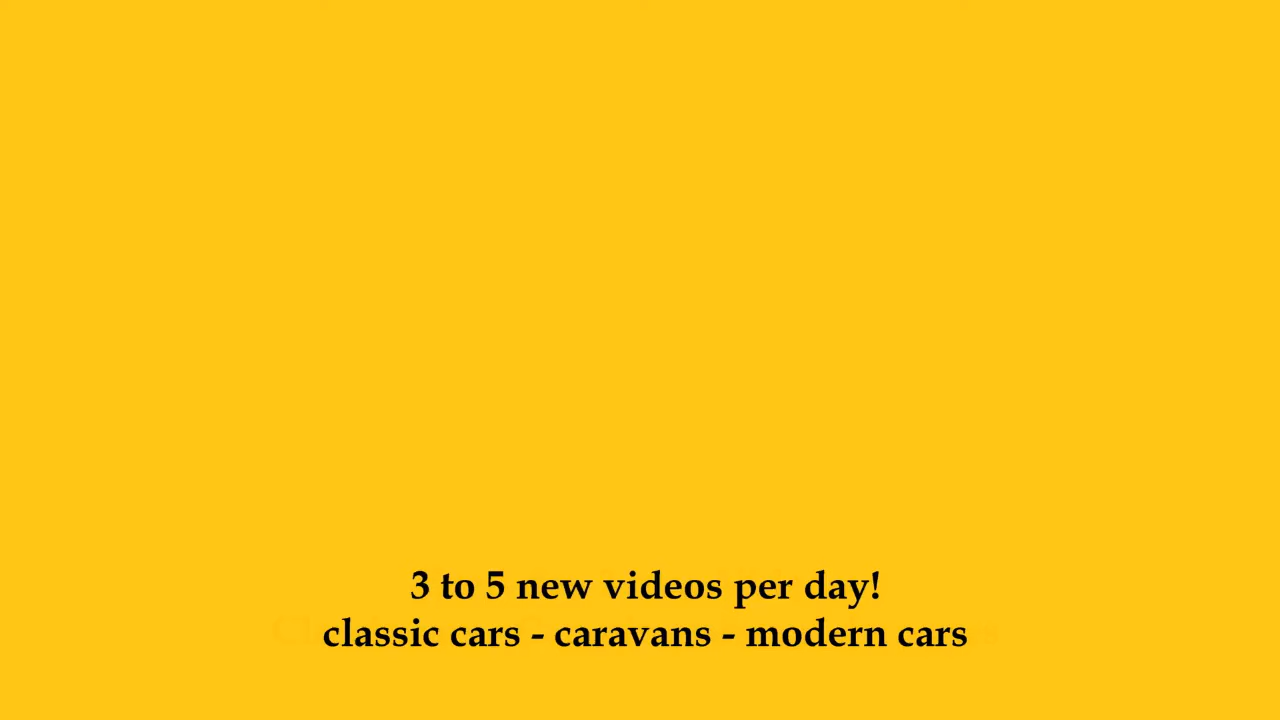 3 to 5 new videos per day!
classic cars - caravans - modern cars